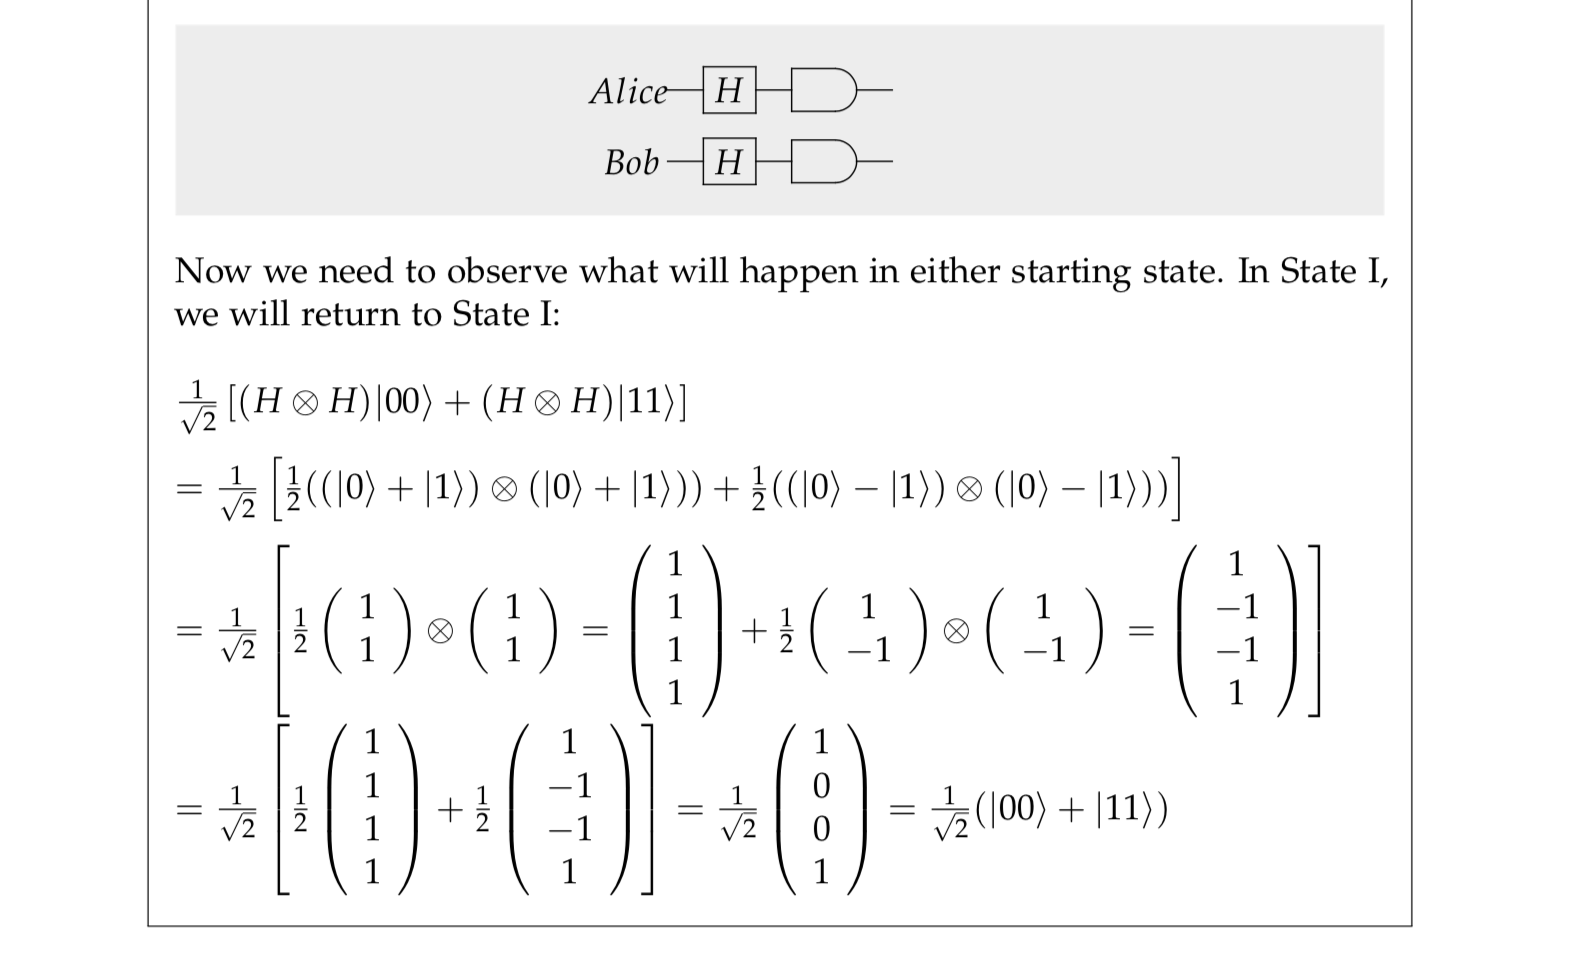 Alice H
Bob H
Now we need to observe what will happen in either starting state. In State I,
we will return to State I:
$\frac{1}{\sqrt{2}}\left[(H \otimes H)|00\rangle + (H \otimes H)|11\rangle\right]$
$= \frac{1}{\sqrt{2}}\left[\frac{1}{2}((|0\rangle + |1\rangle) \otimes (|0\rangle + |1\rangle)) + \frac{1}{2}((|0\rangle - |1\rangle) \otimes (|0\rangle - |1\rangle))\right]$
$= \frac{1}{\sqrt{2}}\left[\frac{1}{2}\begin{pmatrix}1\\1\end{pmatrix} \otimes \begin{pmatrix}1\\1\end{pmatrix} = \begin{pmatrix}1\\1\\1\\1\end{pmatrix} + \frac{1}{2}\begin{pmatrix}1\\-1\end{pmatrix} \otimes \begin{pmatrix}1\\-1\end{pmatrix} = \begin{pmatrix}1\\-1\\-1\\1\end{pmatrix}\right]$
$= \frac{1}{\sqrt{2}}\left[\frac{1}{2}\begin{pmatrix}1\\1\\1\\1\end{pmatrix} + \frac{1}{2}\begin{pmatrix}1\\-1\\-1\\1\end{pmatrix}\right] = \frac{1}{\sqrt{2}}\begin{pmatrix}1\\0\\0\\1\end{pmatrix} = \frac{1}{\sqrt{2}}(|00\rangle + |11\rangle)$